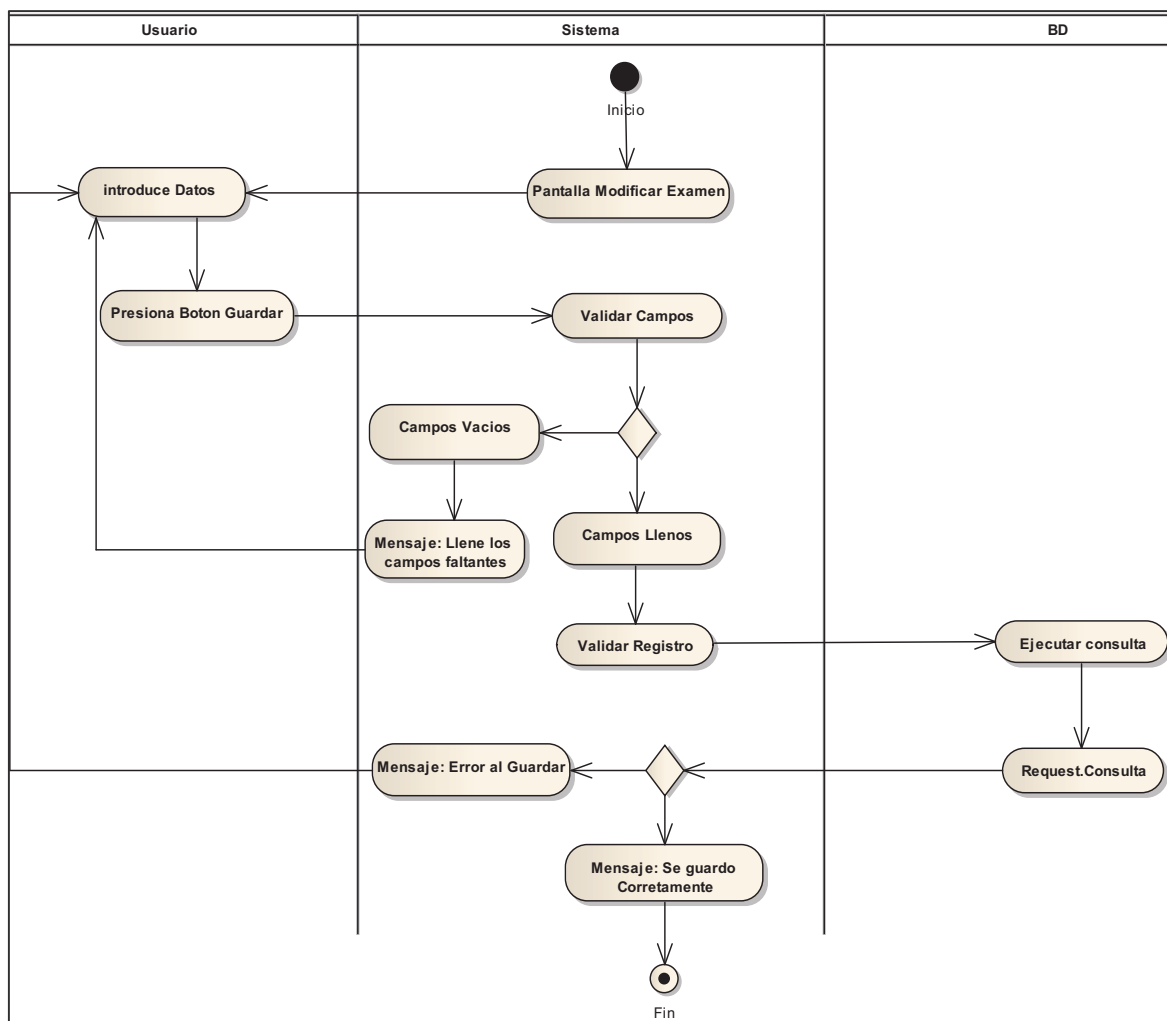 Usuario
Sistema
BD
Inicio
introduce Datos
Pantalla Modificar Examen
Presiona Boton Guardar
Validar Campos
Campos Vacios
Mensaje: Llene los
campos faltantes
Campos Llenos
Validar Registro
Ejecutar consulta
Mensaje: Error al Guardar
Request.Consulta
Mensaje: Se guardo
Corretamente
Fin